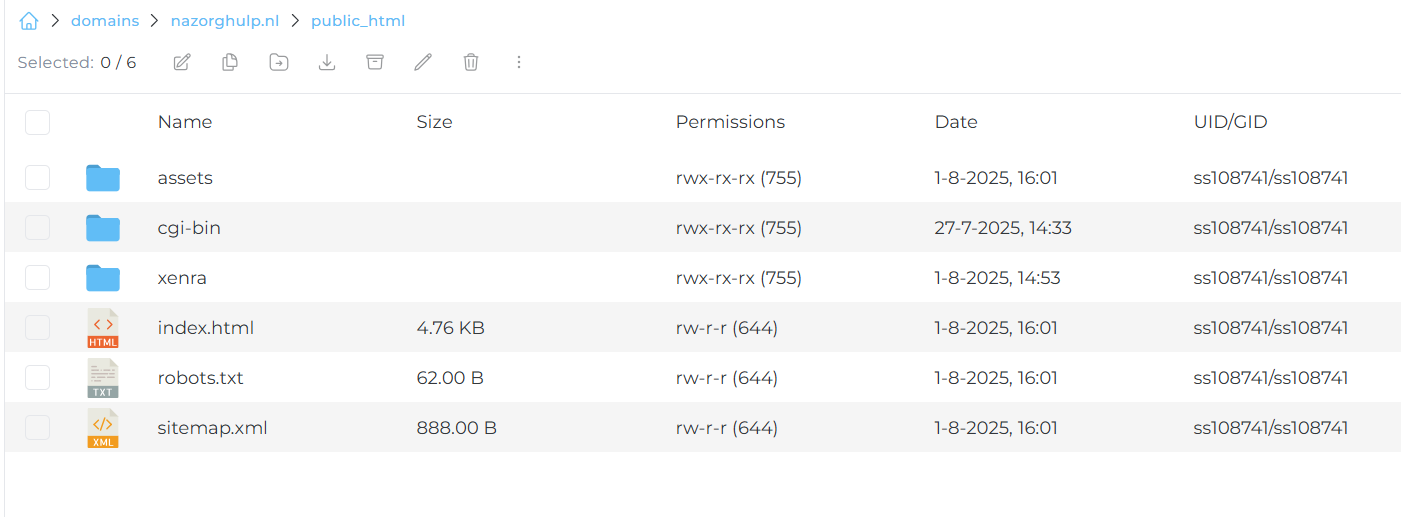 domains > nazorghulp.nl > public_html
Selected: 0 / 6
Name Size Permissions Date UID/GID
assets rwx-rx-rx (755) 1-8-2025, 16:01 ss108741/ss108741
cgi-bin rwx-rx-rx (755) 27-7-2025, 14:33 ss108741/ss108741
xenra rwx-rx-rx (755) 1-8-2025, 14:53 ss108741/ss108741
HTML index.html 4.76 KB rw-r-r (644) 1-8-2025, 16:01 ss108741/ss108741
TXT robots.txt 62.00 B rw-r-r (644) 1-8-2025, 16:01 ss108741/ss108741
XML sitemap.xml 888.00 B rw-r-r (644) 1-8-2025, 16:01 ss108741/ss108741